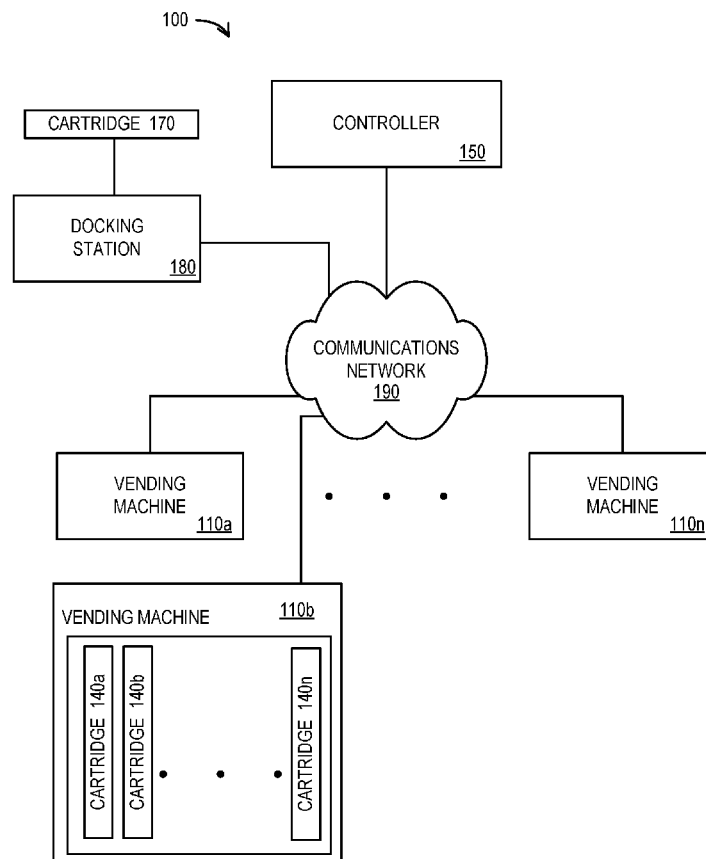 100
CARTRIDGE 170
CONTROLLER
150
DOCKING
STATION
180
COMMUNICATIONS
NETWORK
190
VENDING
MACHINE
110a
VENDING
MACHINE
110n
VENDING MACHINE
110b
CARTRIDGE 140a
CARTRIDGE 140b
CARTRIDGE 140n